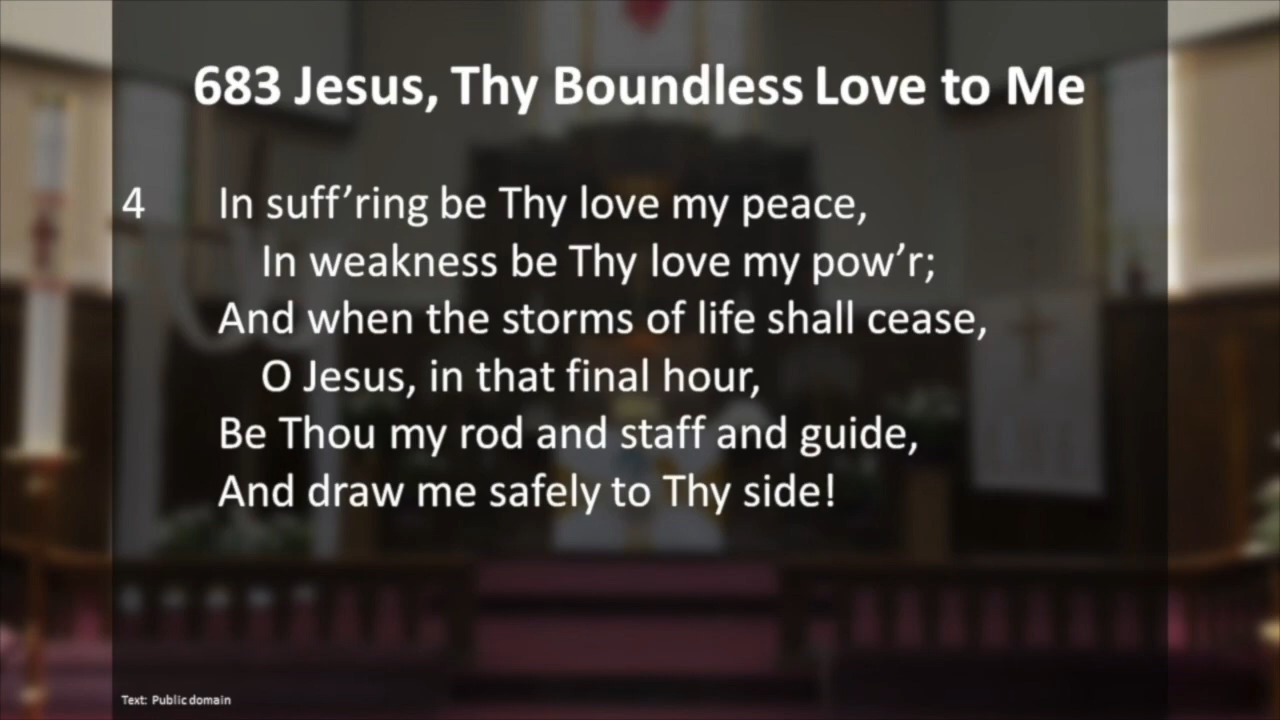 683 Jesus, Thy Boundless Love to Me
4 In suff’ring be Thy love my peace,
In weakness be Thy love my pow’r;
And when the storms of life shall cease,
O Jesus, in that final hour,
Be Thou my rod and staff and guide,
And draw me safely to Thy side!
Text: Public domain